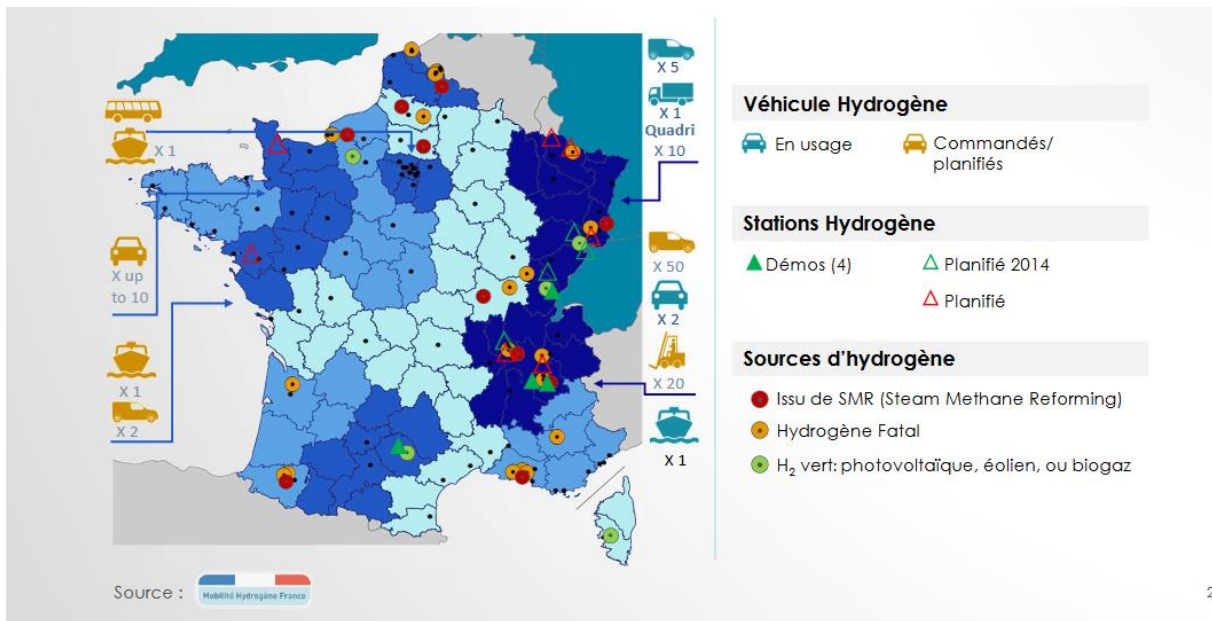 X 1
X up
to 10
X 1
X 2
X 5
X 1
Quadri
X 10
X 50
X 2
X 20
X 1
Véhicule Hydrogène
En usage
Commandés/
planifiés
Stations Hydrogène
Démos (4)
Planifié 2014
Planifié
Sources d’hydrogène
Issu de SMR (Steam Methane Reforming)
Hydrogène Fatal
H₂ vert: photovoltaïque, éolien, ou biogaz
Source :
Mobilité Hydrogène France
2